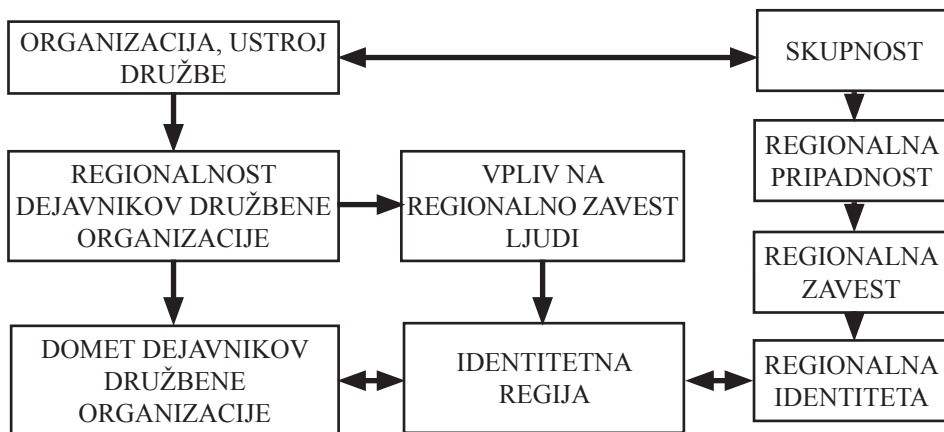 ORGANIZACIJA, USTROJ
DRUŽBE
SKUPNOST
REGIONALNOST
DEJAVNIKOV DRUŽBENE
ORGANIZACIJE
VPLIV NA
REGIONALNO ZAVEST
LJUDI
REGIONALNA
PRIPADNOST
REGIONALNA
ZAVEST
DOMET DEJAVNIKOV
DRUŽBENE
ORGANIZACIJE
IDENTITETNA
REGIJA
REGIONALNA
IDENTITETA